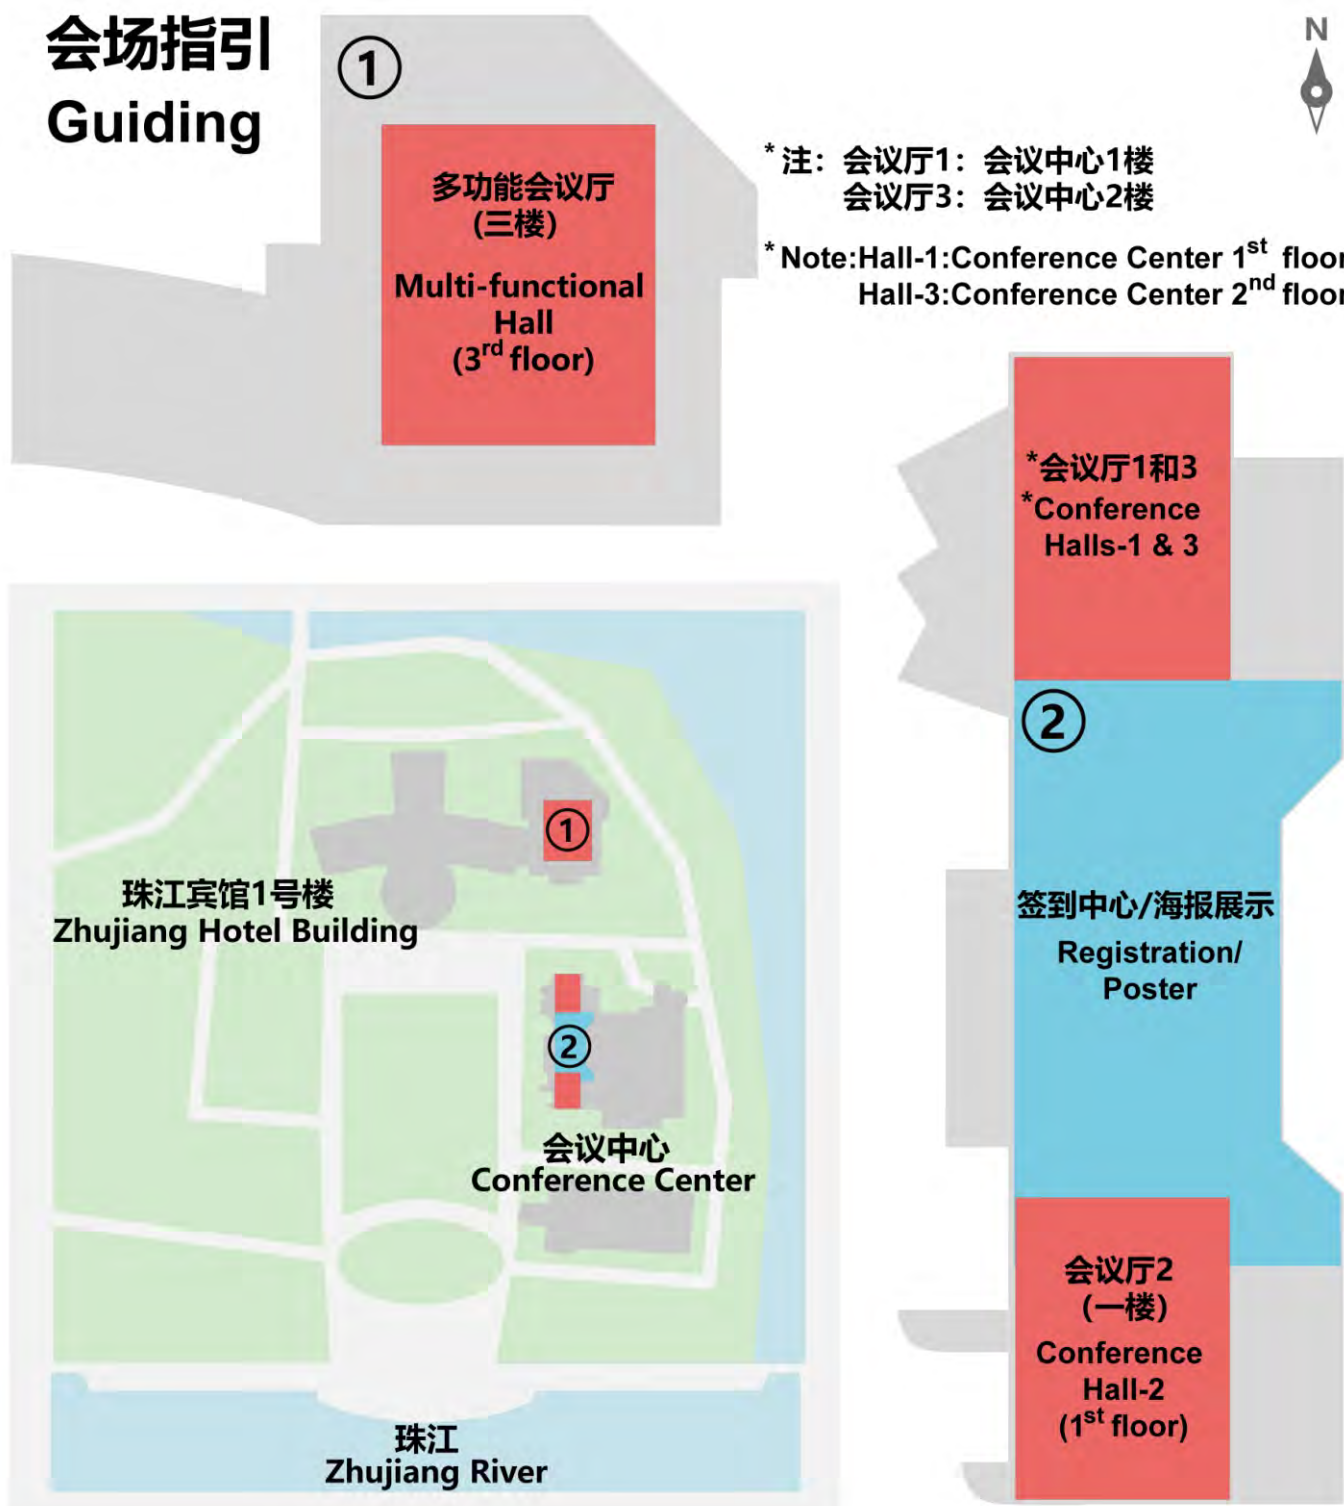 会场指引
Guiding
①
N
多功能会议厅
(三楼)
Multi-functional
Hall
(3rd floor)
*注：会议厅1：会议中心1楼
会议厅3：会议中心2楼
*Note:Hall-1:Conference Center 1st floor
Hall-3:Conference Center 2nd floor
*会议厅1和3
*Conference
Halls-1 & 3
②
签到中心/海报展示
Registration/
Poster
会议厅2
(一楼)
Conference
Hall-2
(1st floor)
①
珠江宾馆1号楼
Zhujiang Hotel Building
②
会议中心
Conference Center
珠江
Zhujiang River